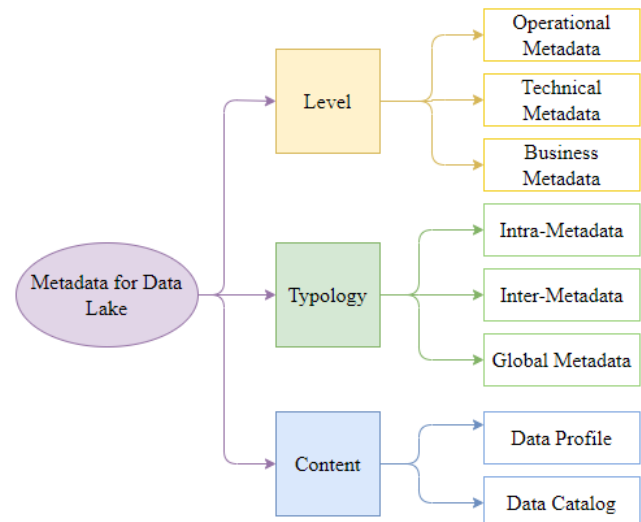 Metadata for Data
Lake
Level
Operational
Metadata
Technical
Metadata
Business
Metadata
Typology
Intra-Metadata
Inter-Metadata
Global Metadata
Content
Data Profile
Data Catalog